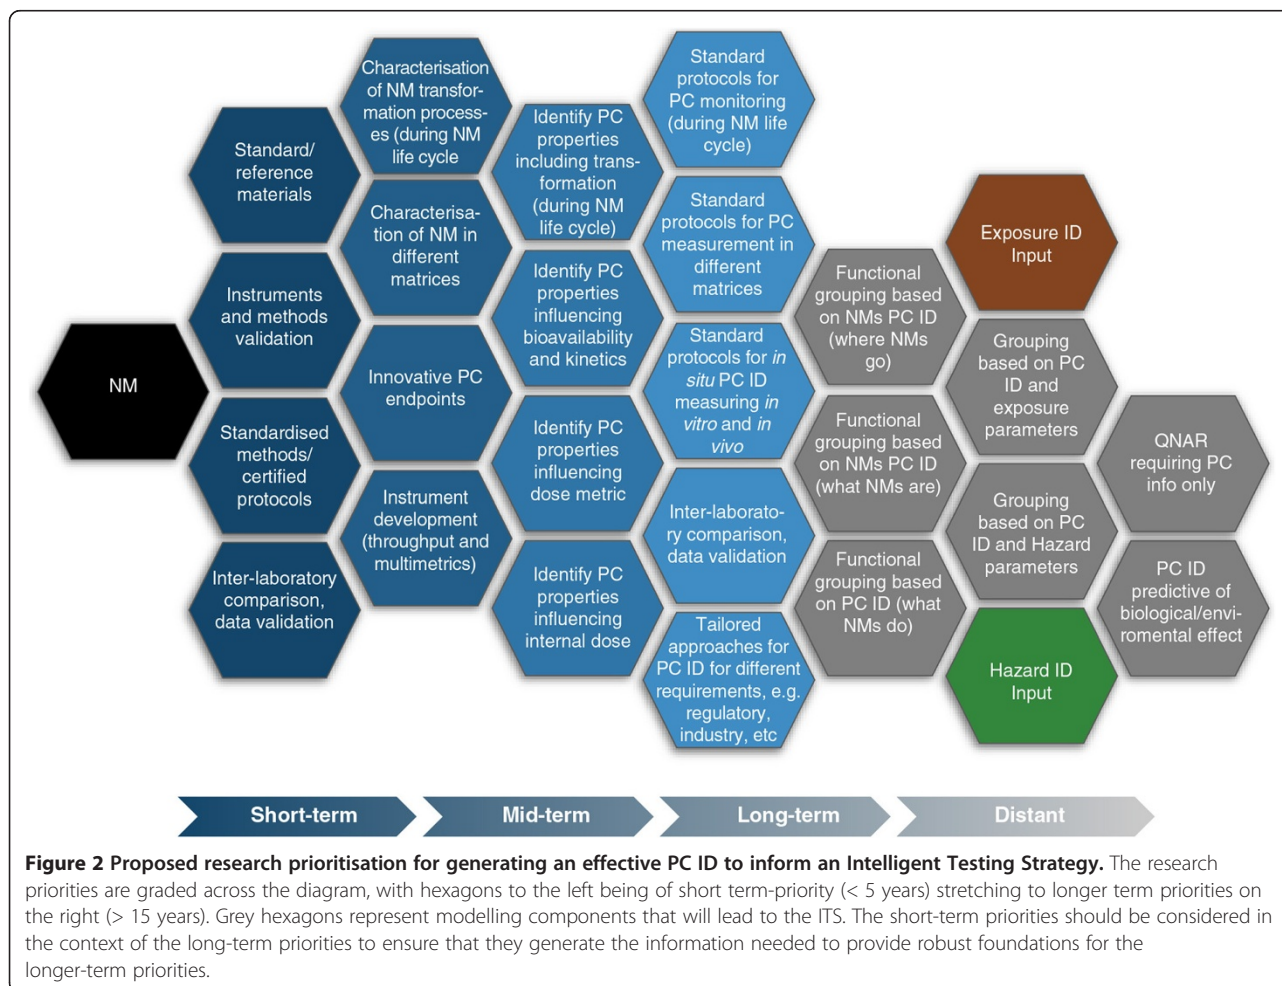 NM
Standard/
reference
materials
Instruments
and methods
validation
Standardised
methods/
certified
protocols
Inter-laboratory
comparison,
data validation
Characterisation
of NM transfor-
mation process-
es (during NM
life cycle
Characterisa-
tion of NM in
different
matrices
Innovative PC
endpoints
Instrument
development
(throughput and
multimetrics)
Identify PC
properties
including trans-
formation
(during NM
life cycle)
Identify PC
properties
influencing
bioavailability
and kinetics
Identify PC
properties
influencing
dose metric
Identify PC
properties
influencing
internal dose
Standard
protocols for
PC monitoring
(during NM life
cycle)
Standard
protocols for PC
measurement in
different
matrices
Standard
protocols for in
situ PC ID
measuring in
vitro and in
vivo
Inter-laborato-
ry comparison,
data validation
Tailored
approaches for
PC ID for different
requirements, e.g.
regulatory,
industry, etc
Functional
grouping based
on NMs PC ID
(where NMs
go)
Functional
grouping based
on NMs PC ID
(what NMs are)
Functional
grouping based
on PC ID (what
NMs do)
Exposure ID
Input
Grouping
based on PC
ID and
exposure
parameters
Grouping
based on PC
ID and Hazard
parameters
Hazard ID
Input
QNAR
requiring PC
info only
PC ID
predictive of
biological/envi-
romental effect
Short-term
Mid-term
Long-term
Distant
Figure 2 Proposed research prioritisation for generating an effective PC ID to inform an Intelligent Testing Strategy. The research
priorities are graded across the diagram, with hexagons to the left being of short term-priority (< 5 years) stretching to longer term priorities on
the right (> 15 years). Grey hexagons represent modelling components that will lead to the ITS. The short-term priorities should be considered in
the context of the long-term priorities to ensure that they generate the information needed to provide robust foundations for the
longer-term priorities.